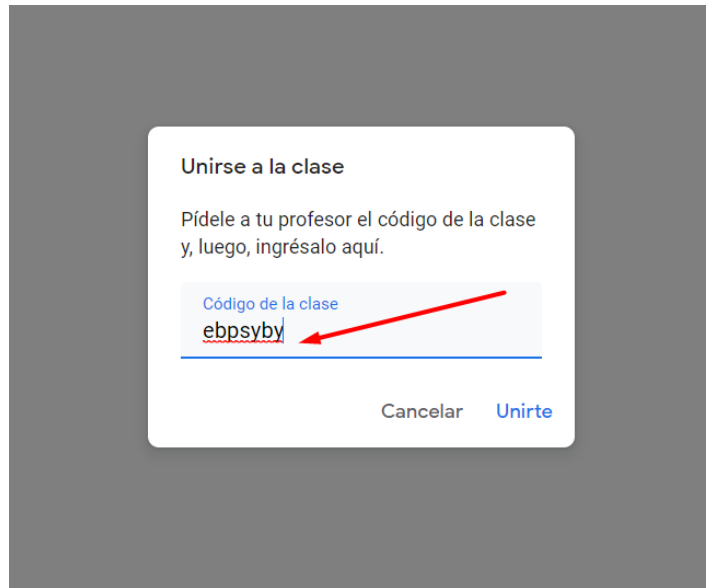 Unirse a la clase
Pídele a tu profesor el código de la clase
y, luego, ingrésalo aquí.
Código de la clase
ebpsyby
Cancelar Unirte